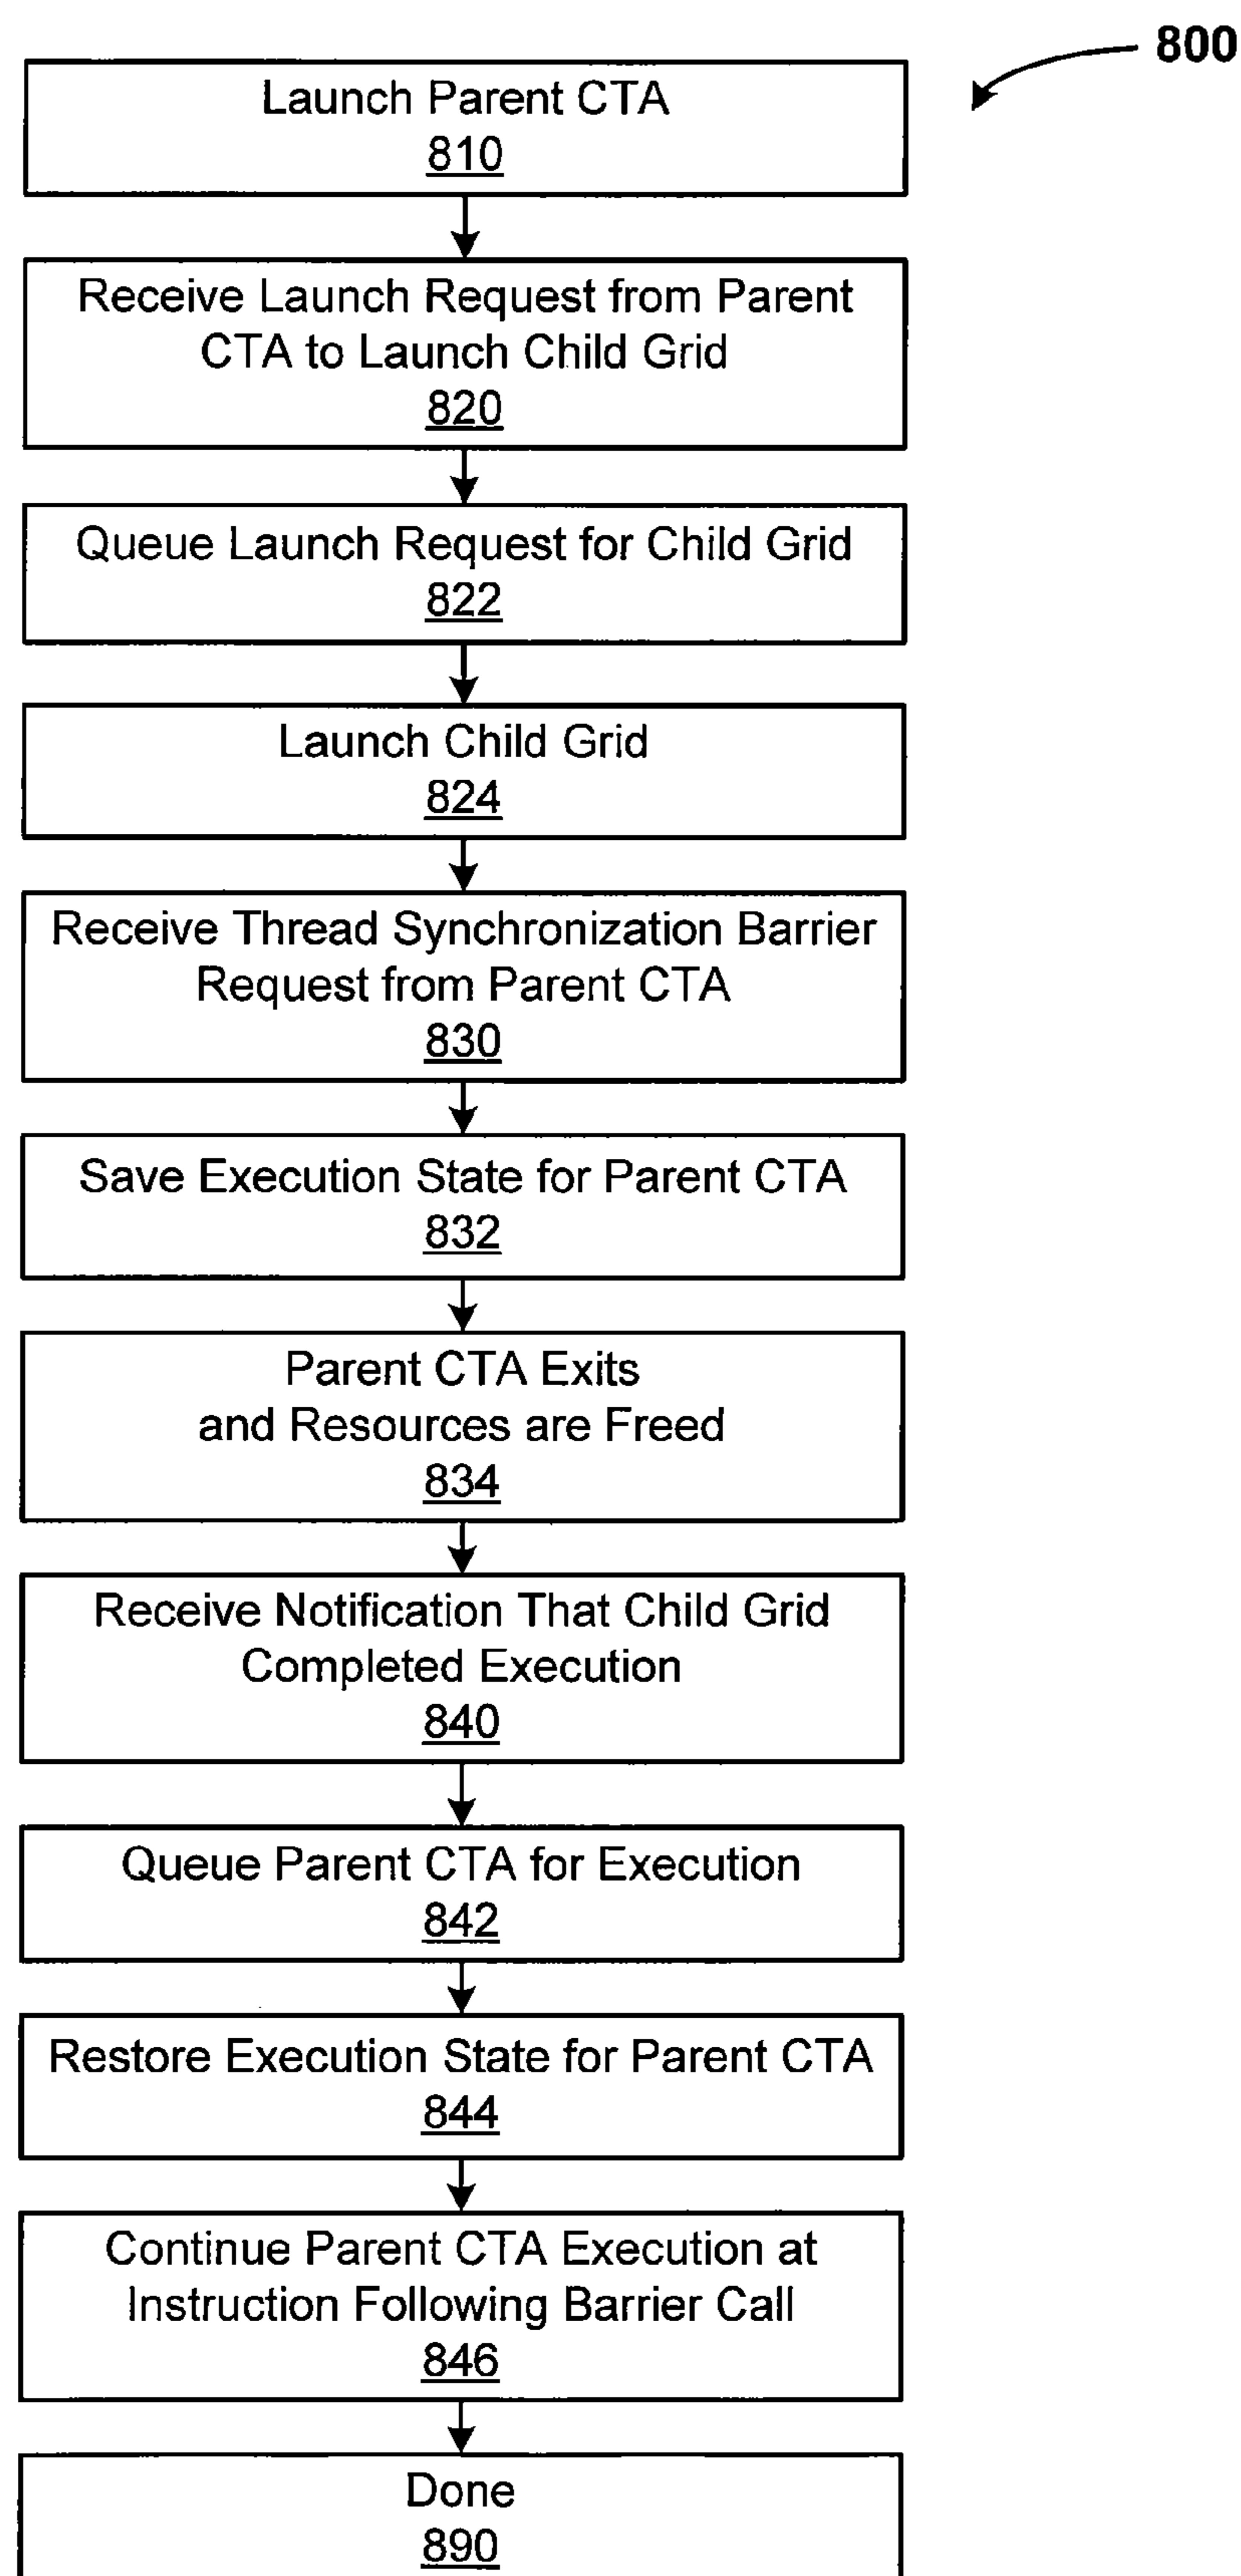 800
Launch Parent CTA
810
Receive Launch Request from Parent
CTA to Launch Child Grid
820
Queue Launch Request for Child Grid
822
Launch Child Grid
824
Receive Thread Synchronization Barrier
Request from Parent CTA
830
Save Execution State for Parent CTA
832
Parent CTA Exits
and Resources are Freed
834
Receive Notification That Child Grid
Completed Execution
840
Queue Parent CTA for Execution
842
Restore Execution State for Parent CTA
844
Continue Parent CTA Execution at
Instruction Following Barrier Call
846
Done
890